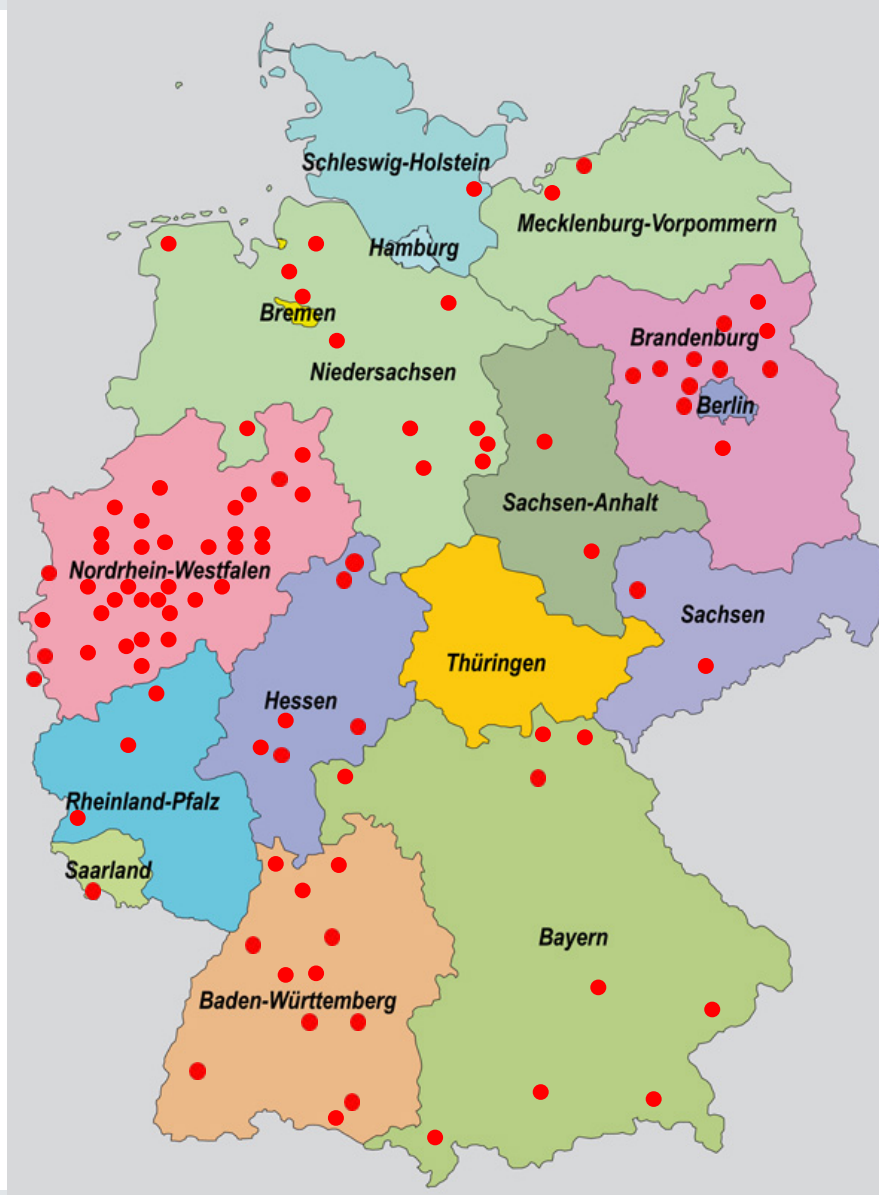 Schleswig-Holstein
Mecklenburg-Vorpommern
Hamburg
Bremen
Brandenburg
Niedersachsen
Berlin
Sachsen-Anhalt
Nordrhein-Westfalen
Sachsen
Thüringen
Hessen
Rheinland-Pfalz
Saarland
Bayern
Baden-Württemberg